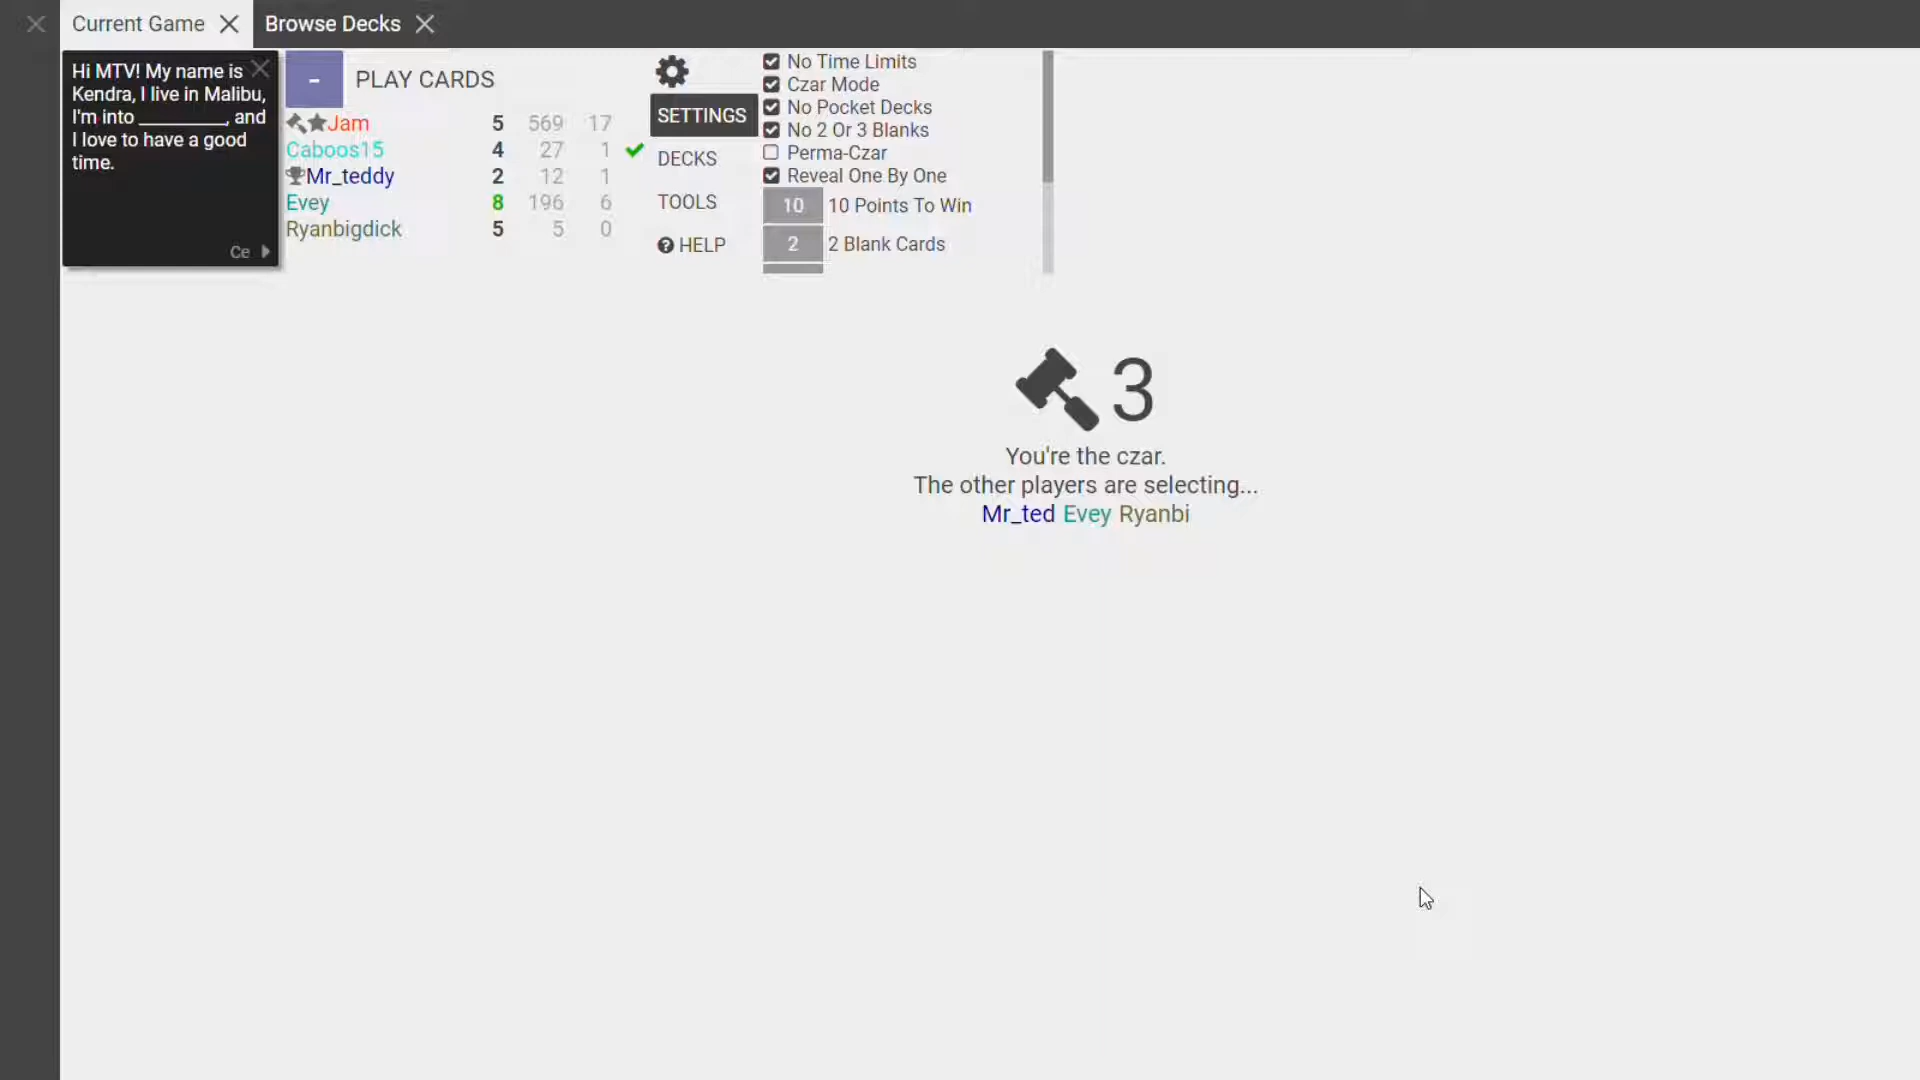 Current Game
Browse Decks
Hi MTV! My name is
Kendra, I live in Malibu,
I'm into __________, and
I love to have a good
time.
Ce
-
PLAY CARDS
Jam 5 569 17
Caboos15 4 27 1
Mr_teddy 2 12 1
Evey 8 196 6
Ryanbigdick 5 5 0
SETTINGS
DECKS
TOOLS
HELP
No Time Limits
Czar Mode
No Pocket Decks
No 2 Or 3 Blanks
Perma-Czar
Reveal One By One
10 10 Points To Win
2 2 Blank Cards
3
You're the czar.
The other players are selecting...
Mr_ted Evey Ryanbi